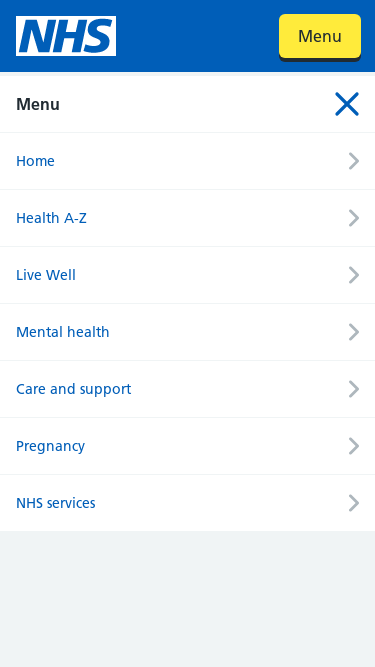 NHS
Menu
Menu
Home
Health A-Z
Live Well
Mental health
Care and support
Pregnancy
NHS services